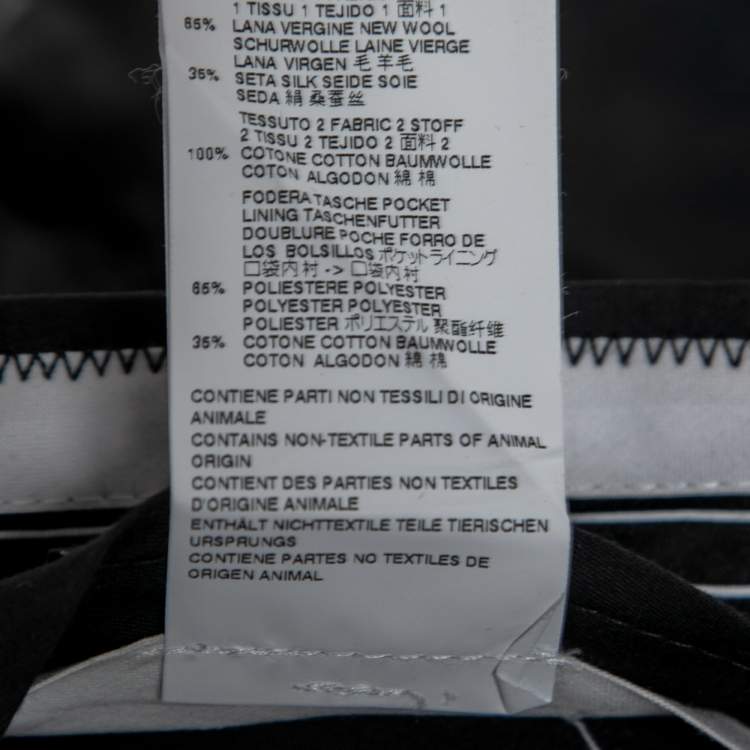 1 TISSU 1 TEJIDO 1 面料 1
65% LANA VERGINE NEW WOOL
SCHURWOLLE LAINE VIERGE
LANA VIRGEN 毛 羊毛
35% SETA SILK SEIDE SOIE
SEDA 絹 桑蚕丝
TESSUTO 2 FABRIC 2 STOFF
2 TISSU 2 TEJIDO 2 面料 2
100% COTONE COTTON BAUMWOLLE
COTON ALGODON 綿 棉
FODERA TASCHE POCKET
LINING TASCHENFUTTER
DOUBLURE POCHE FORRO DE
LOS BOLSILLOS ポケットライニング
口袋内衬 -> 口袋内衬
65% POLIESTERE POLYESTER
POLYESTER POLYESTER
POLIESTER ポリエステル 聚酯纤维
35% COTONE COTTON BAUMWOLLE
COTON ALGODON 綿 棉
CONTIENE PARTI NON TESSILI DI ORIGINE
ANIMALE
CONTAINS NON-TEXTILE PARTS OF ANIMAL
ORIGIN
CONTIENT DES PARTIES NON TEXTILES
D'ORIGINE ANIMALE
ENTHÄLT NICHTTEXTILE TEILE TIERISCHEN
URSPRUNGS
CONTIENE PARTES NO TEXTILES DE
ORIGEN ANIMAL